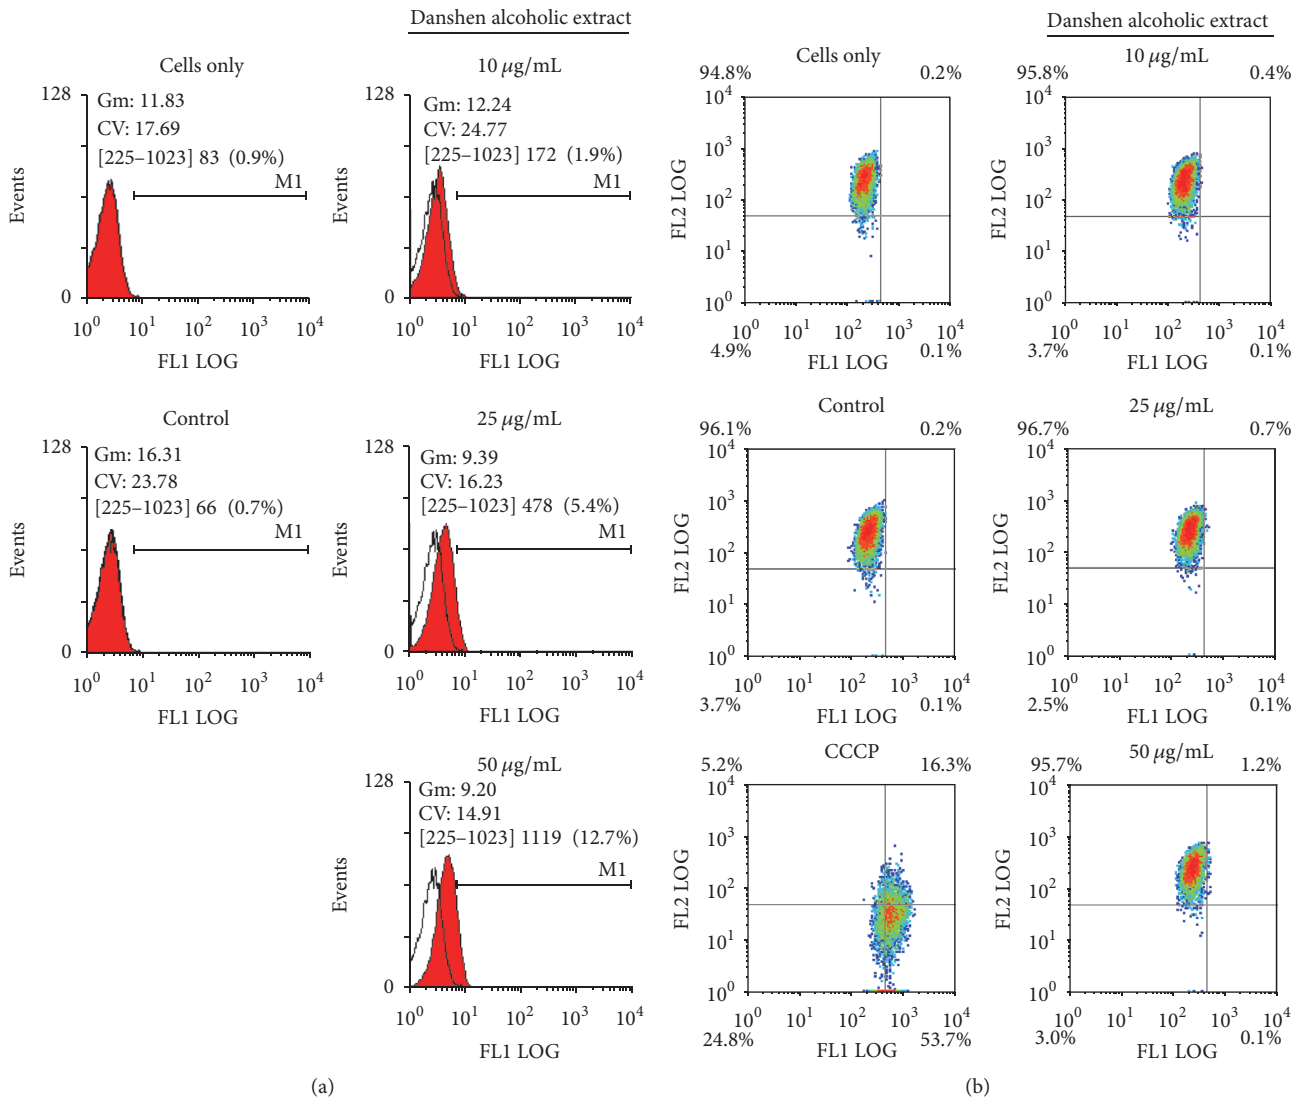 Danshen alcoholic extract
Cells only
10 μg/mL
128
Gm: 11.83
CV: 17.69
[225–1023] 83 (0.9%)
M1
Events
0
10^0 10^1 10^2 10^3 10^4
FL1 LOG
128
Gm: 12.24
CV: 24.77
[225–1023] 172 (1.9%)
M1
Events
0
10^0 10^1 10^2 10^3 10^4
FL1 LOG
Control
25 μg/mL
128
Gm: 16.31
CV: 23.78
[225–1023] 66 (0.7%)
M1
Events
0
10^0 10^1 10^2 10^3 10^4
FL1 LOG
128
Gm: 9.39
CV: 16.23
[225–1023] 478 (5.4%)
M1
Events
0
10^0 10^1 10^2 10^3 10^4
FL1 LOG
50 μg/mL
128
Gm: 9.20
CV: 14.91
[225–1023] 1119 (12.7%)
M1
Events
0
10^0 10^1 10^2 10^3 10^4
FL1 LOG
(a)
Danshen alcoholic extract
Cells only
94.8% 0.2%
10^4
10^3
10^2
10^1
10^0
FL2 LOG
10^0 10^1 10^2 10^3 10^4
4.9% 0.1%
FL1 LOG
10 μg/mL
95.8% 0.4%
10^4
10^3
10^2
10^1
10^0
FL2 LOG
10^0 10^1 10^2 10^3 10^4
3.7% 0.1%
FL1 LOG
Control
96.1% 0.2%
10^4
10^3
10^2
10^1
10^0
FL2 LOG
10^0 10^1 10^2 10^3 10^4
3.7% 0.1%
FL1 LOG
25 μg/mL
96.7% 0.7%
10^4
10^3
10^2
10^1
10^0
FL2 LOG
10^0 10^1 10^2 10^3 10^4
2.5% 0.1%
FL1 LOG
CCCP
5.2% 16.3%
10^4
10^3
10^2
10^1
10^0
FL2 LOG
10^0 10^1 10^2 10^3 10^4
24.8% 53.7%
FL1 LOG
50 μg/mL
95.7% 1.2%
10^4
10^3
10^2
10^1
10^0
FL2 LOG
10^0 10^1 10^2 10^3 10^4
3.0% 0.1%
FL1 LOG
(b)